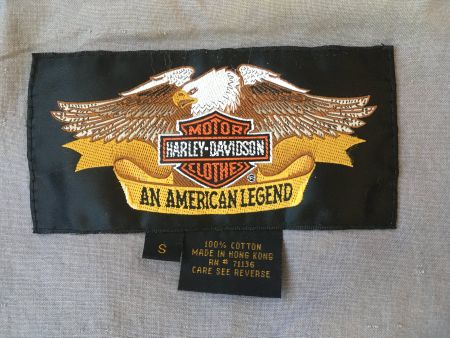 MOTOR
HARLEY-DAVIDSON
CLOTHES
®
AN AMERICAN LEGEND
S
100% COTTON
MADE IN HONG KONG
RN # 71136
CARE SEE REVERSE